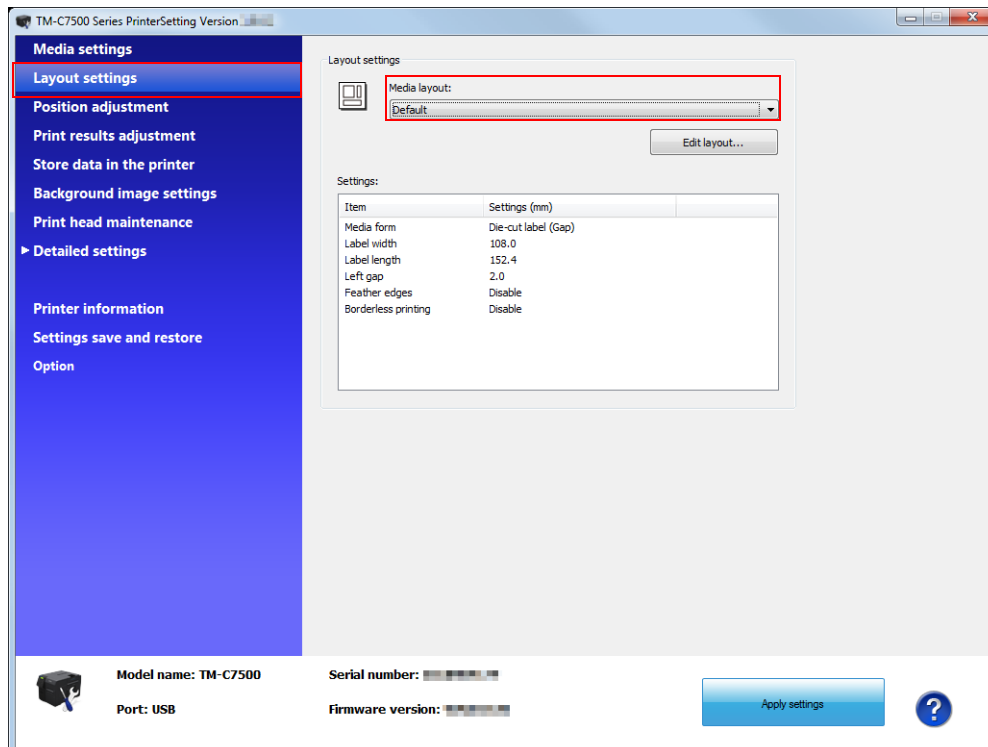 TM-C7500 Series PrinterSetting Version
Media settings
Layout settings
Position adjustment
Print results adjustment
Store data in the printer
Background image settings
Print head maintenance
Detailed settings
Printer information
Settings save and restore
Option
Layout settings
Media layout:
Default
Edit layout...
Settings:
Item Settings (mm)
Media form Die-cut label (Gap)
Label width 108.0
Label length 152.4
Left gap 2.0
Feather edges Disable
Borderless printing Disable
Model name: TM-C7500
Port: USB
Serial number:
Firmware version:
Apply settings
?